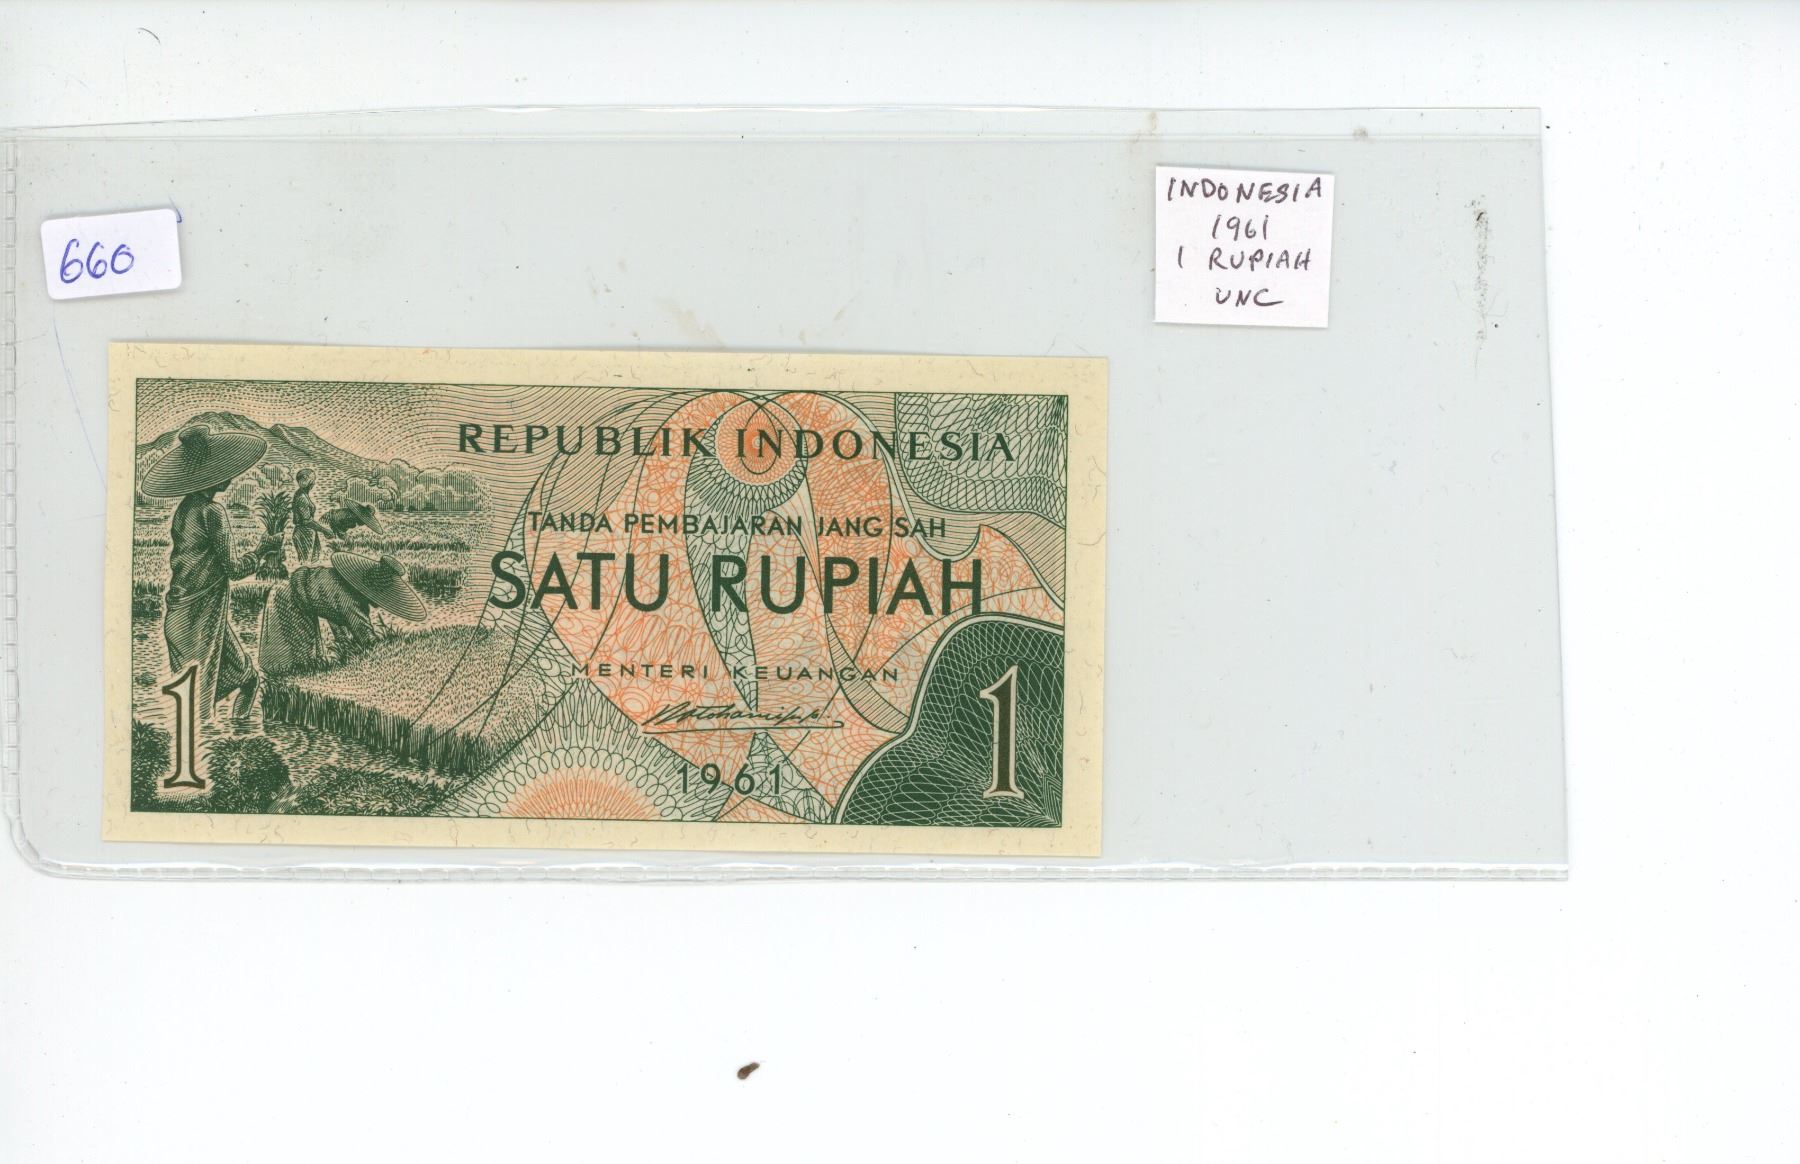 660
INDONESIA
1961
1 RUPIAH
UNC
REPUBLIK INDONESIA
TANDA PEMBAJARAN JANG SAH
SATU RUPIAH
MENTERI KEUANGAN
1
1
1961